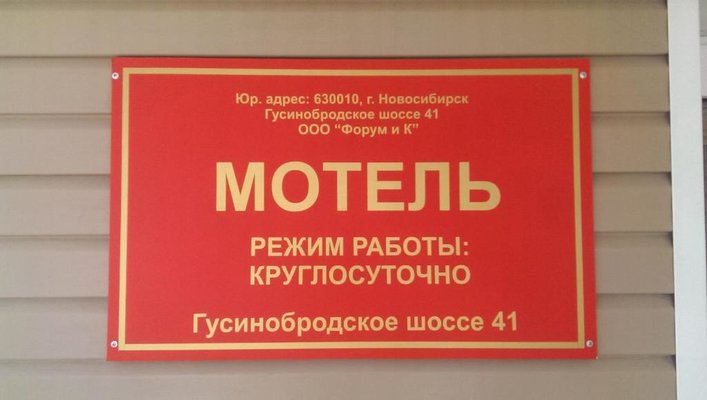 Юр. адрес: 630010, г. Новосибирск
Гусинобродское шоссе 41
ООО "Форум и К"
МОТЕЛЬ
РЕЖИМ РАБОТЫ:
КРУГЛОСУТОЧНО
Гусинобродское шоссе 41